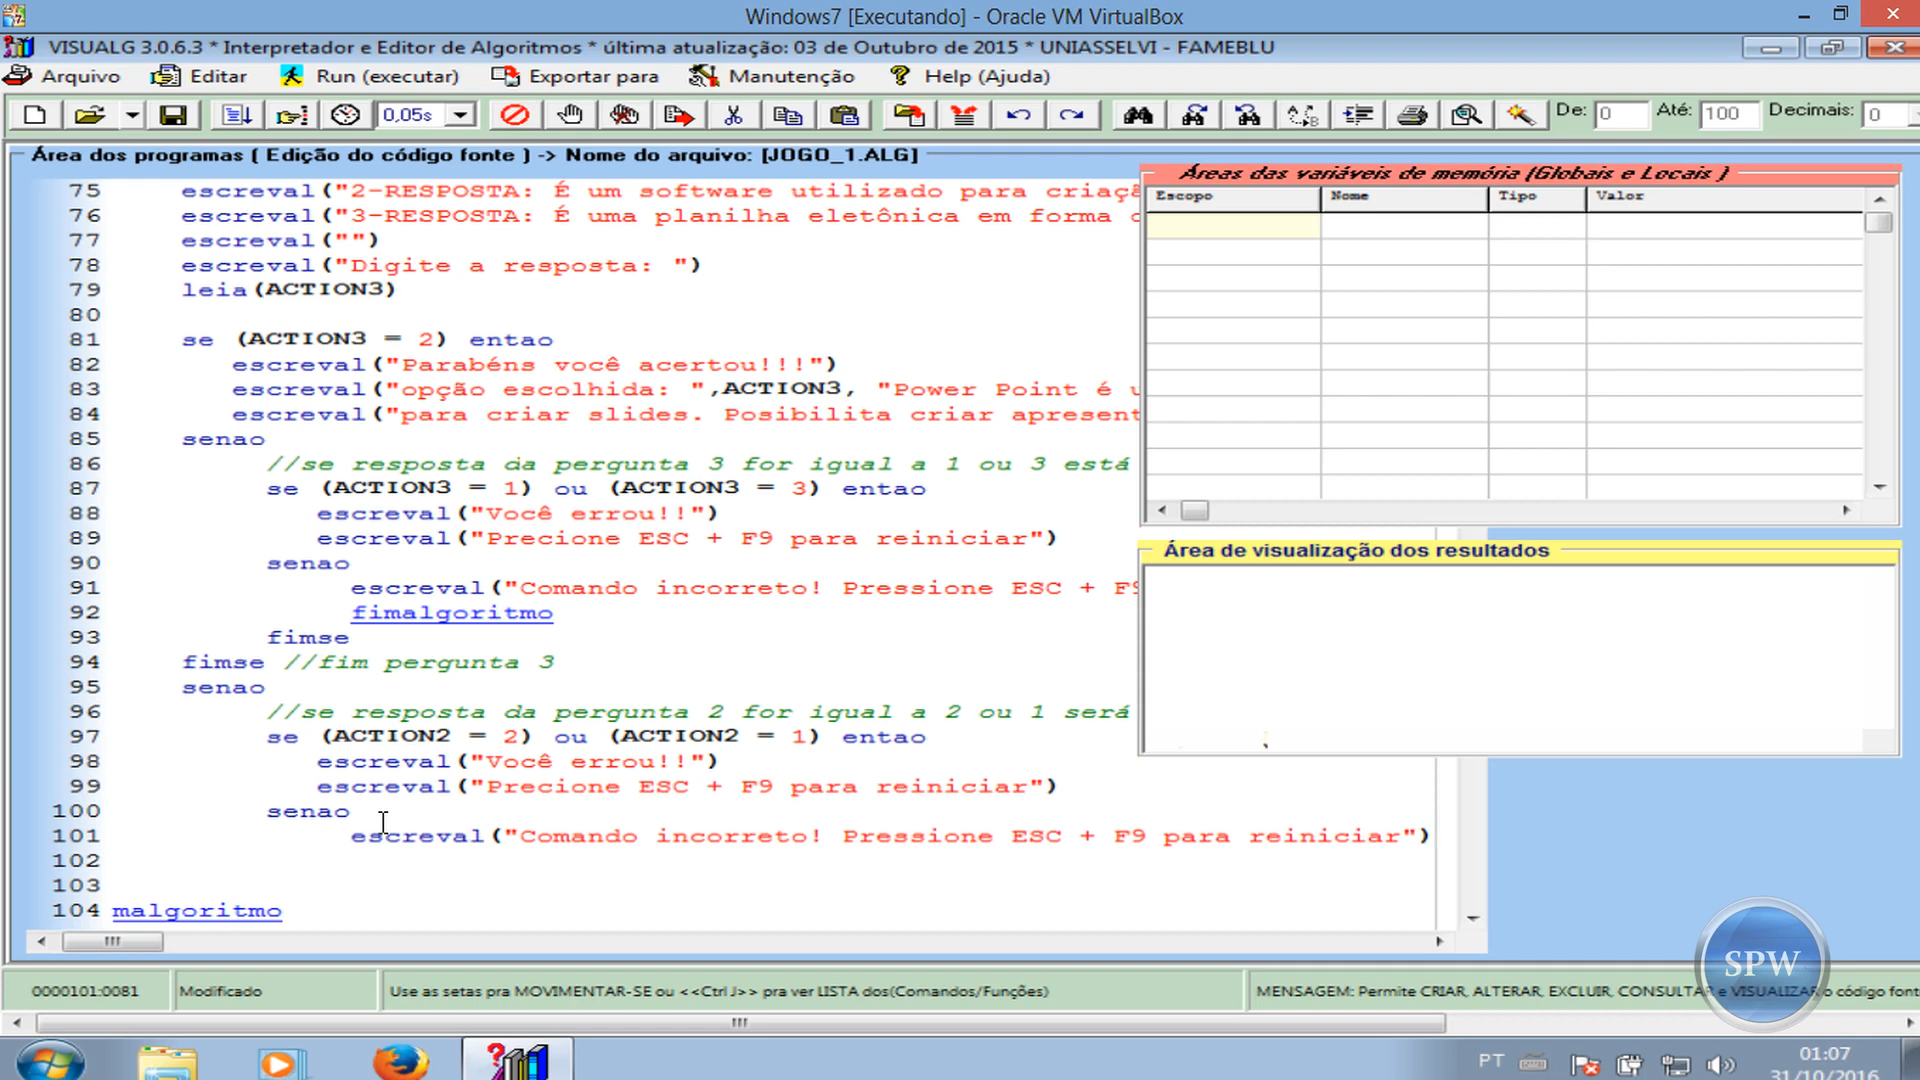 Windows7 [Executando] - Oracle VM VirtualBox
VISUALG 3.0.6.3 * Interpretador e Editor de Algoritmos * última atualização: 03 de Outubro de 2015 * UNIASSELVI - FAMEBLU
Arquivo Editar Run (executar) Exportar para Manutenção Help (Ajuda)
0,05s De: 0 Até: 100 Decimais: 0
Área dos programas ( Edição do código fonte ) -> Nome do arquivo: [JOGO_1.ALG]
75 escreval("2-RESPOSTA: É um software utilizado para criaçã
76 escreval("3-RESPOSTA: É uma planilha eletônica em forma
77 escreval("")
78 escreval("Digite a resposta: ")
79 leia(ACTION3)
80
81 se (ACTION3 = 2) entao
82 escreval("Parabéns você acertou!!!")
83 escreval("opção escolhida: ",ACTION3, "Power Point é
84 escreval("para criar slides. Posibilita criar apresent
85 senao
86 //se resposta da pergunta 3 for igual a 1 ou 3 está
87 se (ACTION3 = 1) ou (ACTION3 = 3) entao
88 escreval("Você errou!!")
89 escreval("Precione ESC + F9 para reiniciar")
90 senao
91 escreval("Comando incorreto! Pressione ESC + F9
92 fimalgoritmo
93 fimse
94 fimse //fim pergunta 3
95 senao
96 //se resposta da pergunta 2 for igual a 2 ou 1 será
97 se (ACTION2 = 2) ou (ACTION2 = 1) entao
98 escreval("Você errou!!")
99 escreval("Precione ESC + F9 para reiniciar")
100 senao
101 escreval("Comando incorreto! Pressione ESC + F9 para reiniciar")
102
103
104 malgoritmo
Áreas das variáveis de memória (Globais e Locais )
Escopo Nome Tipo Valor
Área de visualização dos resultados
SPW
0000101:0081 Modificado Use as setas pra MOVIMENTAR-SE ou <<Ctrl J>> pra ver LISTA dos(Comandos/Funções) MENSAGEM: Permite CRIAR, ALTERAR, EXCLUIR, CONSULTAR e VISUALIZAR o código font
PT 01:07
31/10/2016